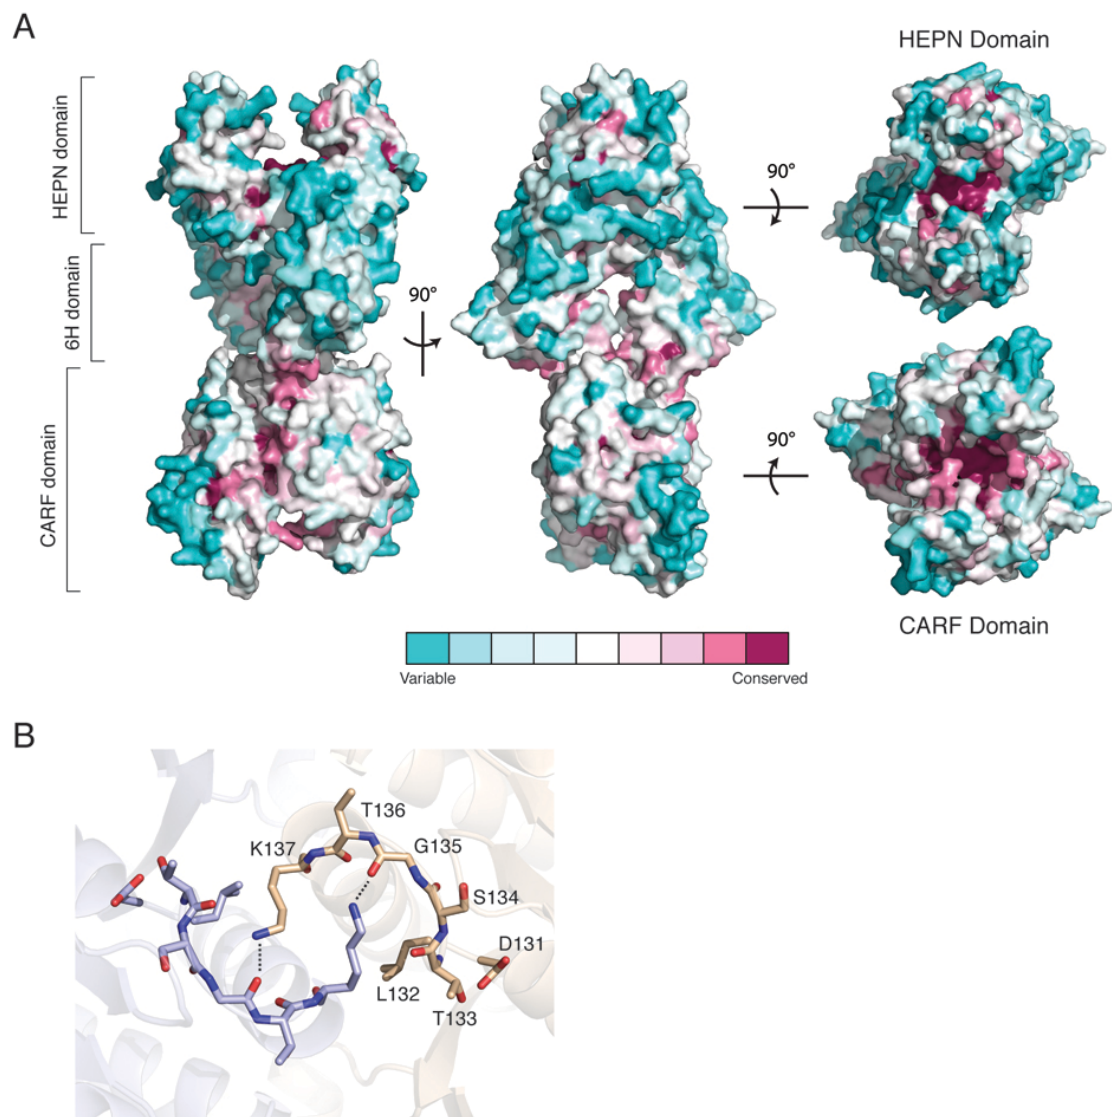 A
HEPN Domain
HEPN domain
6H domain
CARF domain
90°
90°
90°
CARF Domain
Variable
Conserved
B
T136
K137
G135
S134
D131
L132
T133